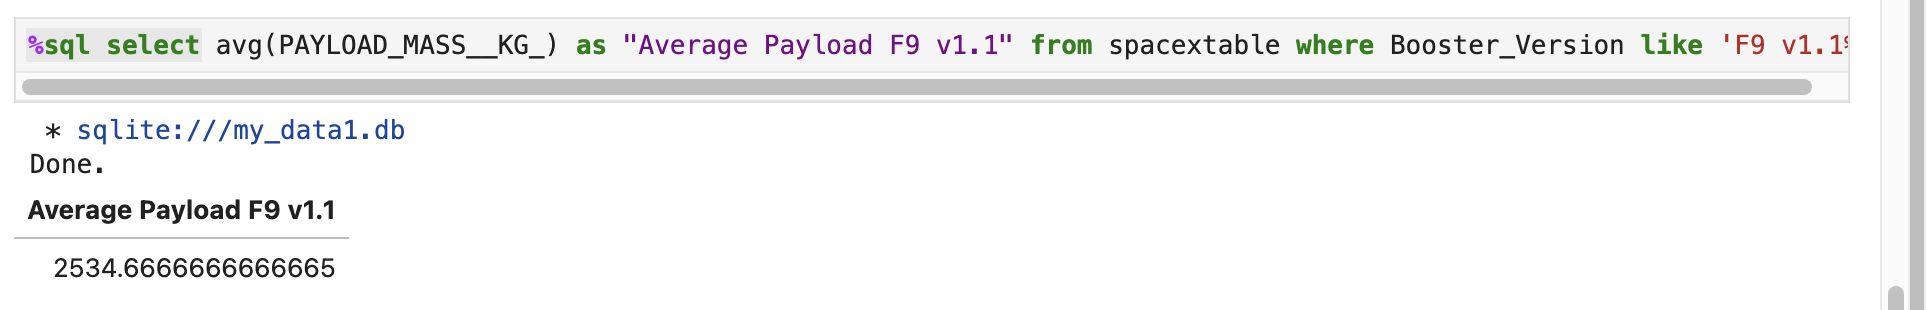 %sql select avg(PAYLOAD_MASS__KG_) as "Average Payload F9 v1.1" from spacextable where Booster_Version like 'F9 v1.1
* sqlite:///my_data1.db
Done.
Average Payload F9 v1.1
2534.6666666666665